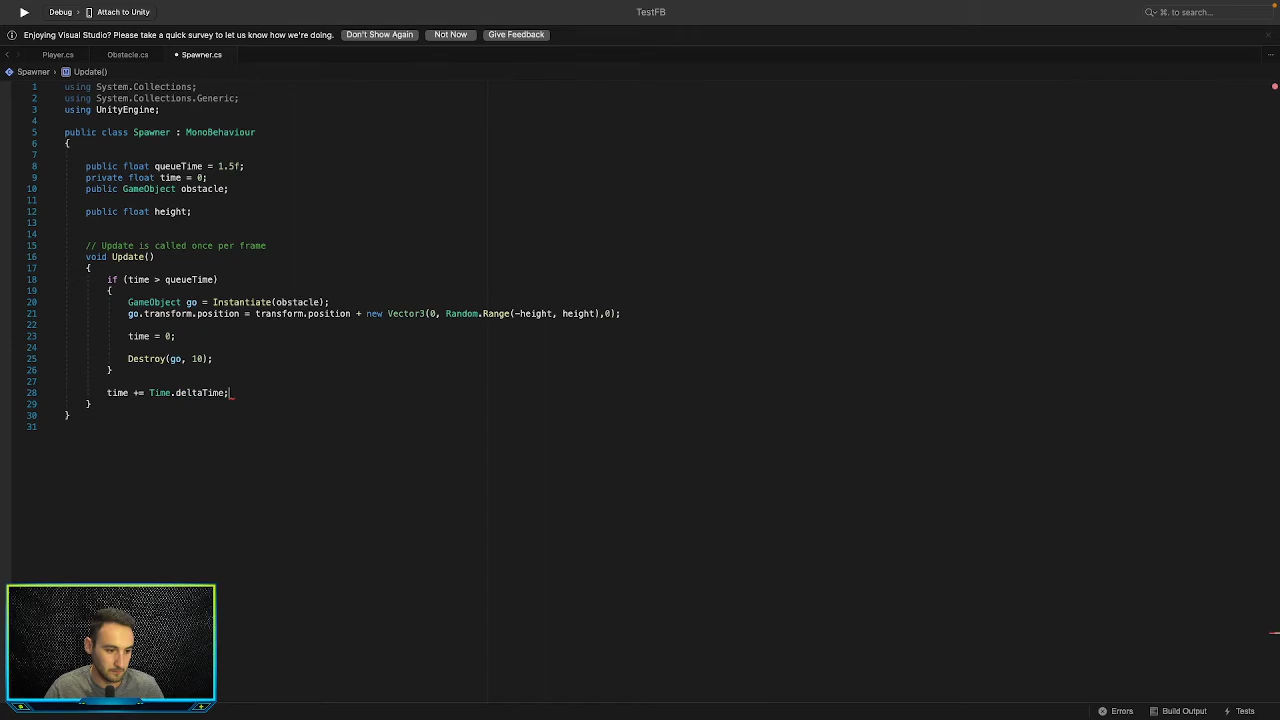 Debug › Attach to Unity
TestFB
⌘. to search...
Enjoying Visual Studio? Please take a quick survey to let us know how we're doing.
Don't Show Again
Not Now
Give Feedback
Player.cs
Obstacle.cs
• Spawner.cs
Spawner › Update()
1 using System.Collections;
2 using System.Collections.Generic;
3 using UnityEngine;
4
5 public class Spawner : MonoBehaviour
6 {
7
8 public float queueTime = 1.5f;
9 private float time = 0;
10 public GameObject obstacle;
11
12 public float height;
13
14
15 // Update is called once per frame
16 void Update()
17 {
18 if (time > queueTime)
19 {
20 GameObject go = Instantiate(obstacle);
21 go.transform.position = transform.position + new Vector3(0, Random.Range(-height, height),0);
22
23 time = 0;
24
25 Destroy(go, 10);
26 }
27
28 time += Time.deltaTime;
29 }
30 }
31
Errors
Build Output
Tests